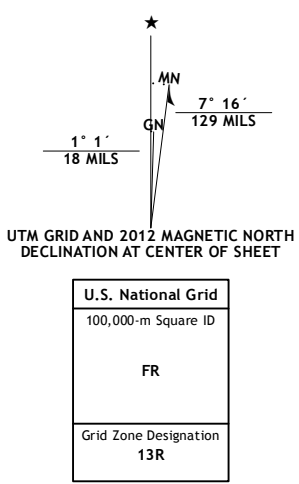 MN
GN
7° 16´
129 MILS
1° 1´
18 MILS
UTM GRID AND 2012 MAGNETIC NORTH
DECLINATION AT CENTER OF SHEET
U.S. National Grid
100,000-m Square ID
FR
Grid Zone Designation
13R